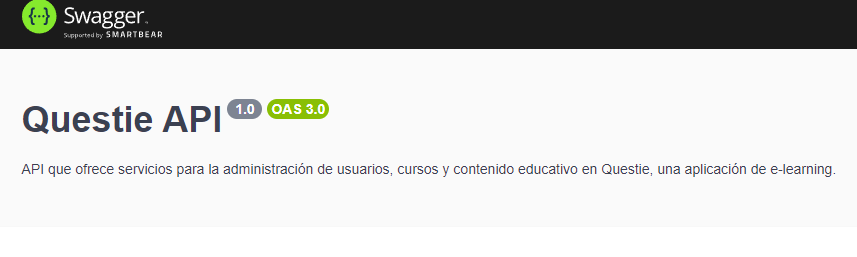 {...} Swagger
Supported by SMARTBEAR
Questie API 1.0 OAS 3.0
API que ofrece servicios para la administración de usuarios, cursos y contenido educativo en Questie, una aplicación de e-learning.